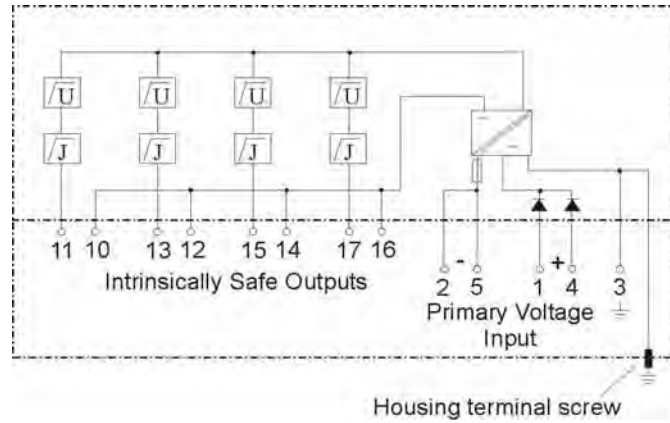 U U U U
J J J J
11 10 13 12 15 14 17 16
- +
2 5 1 4 3
Intrinsically Safe Outputs
Primary Voltage
Input
Housing terminal screw